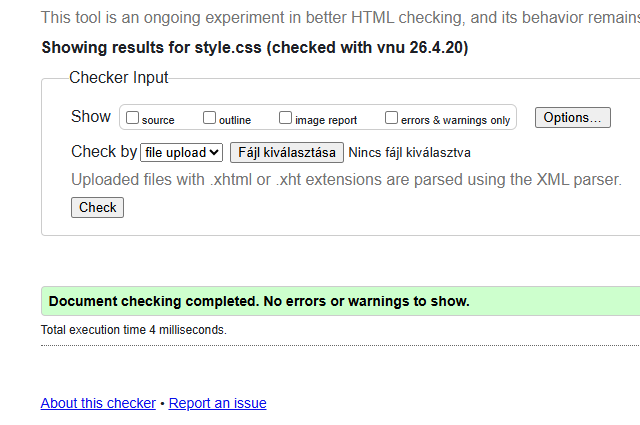 This tool is an ongoing experiment in better HTML checking, and its behavior remains
Showing results for style.css (checked with vnu 26.4.20)
Checker Input
Show source outline image report errors & warnings only Options...
Check by file upload Fájl kiválasztása Nincs fájl kiválasztva
Uploaded files with .xhtml or .xht extensions are parsed using the XML parser.
Check
Document checking completed. No errors or warnings to show.
Total execution time 4 milliseconds.
About this checker • Report an issue